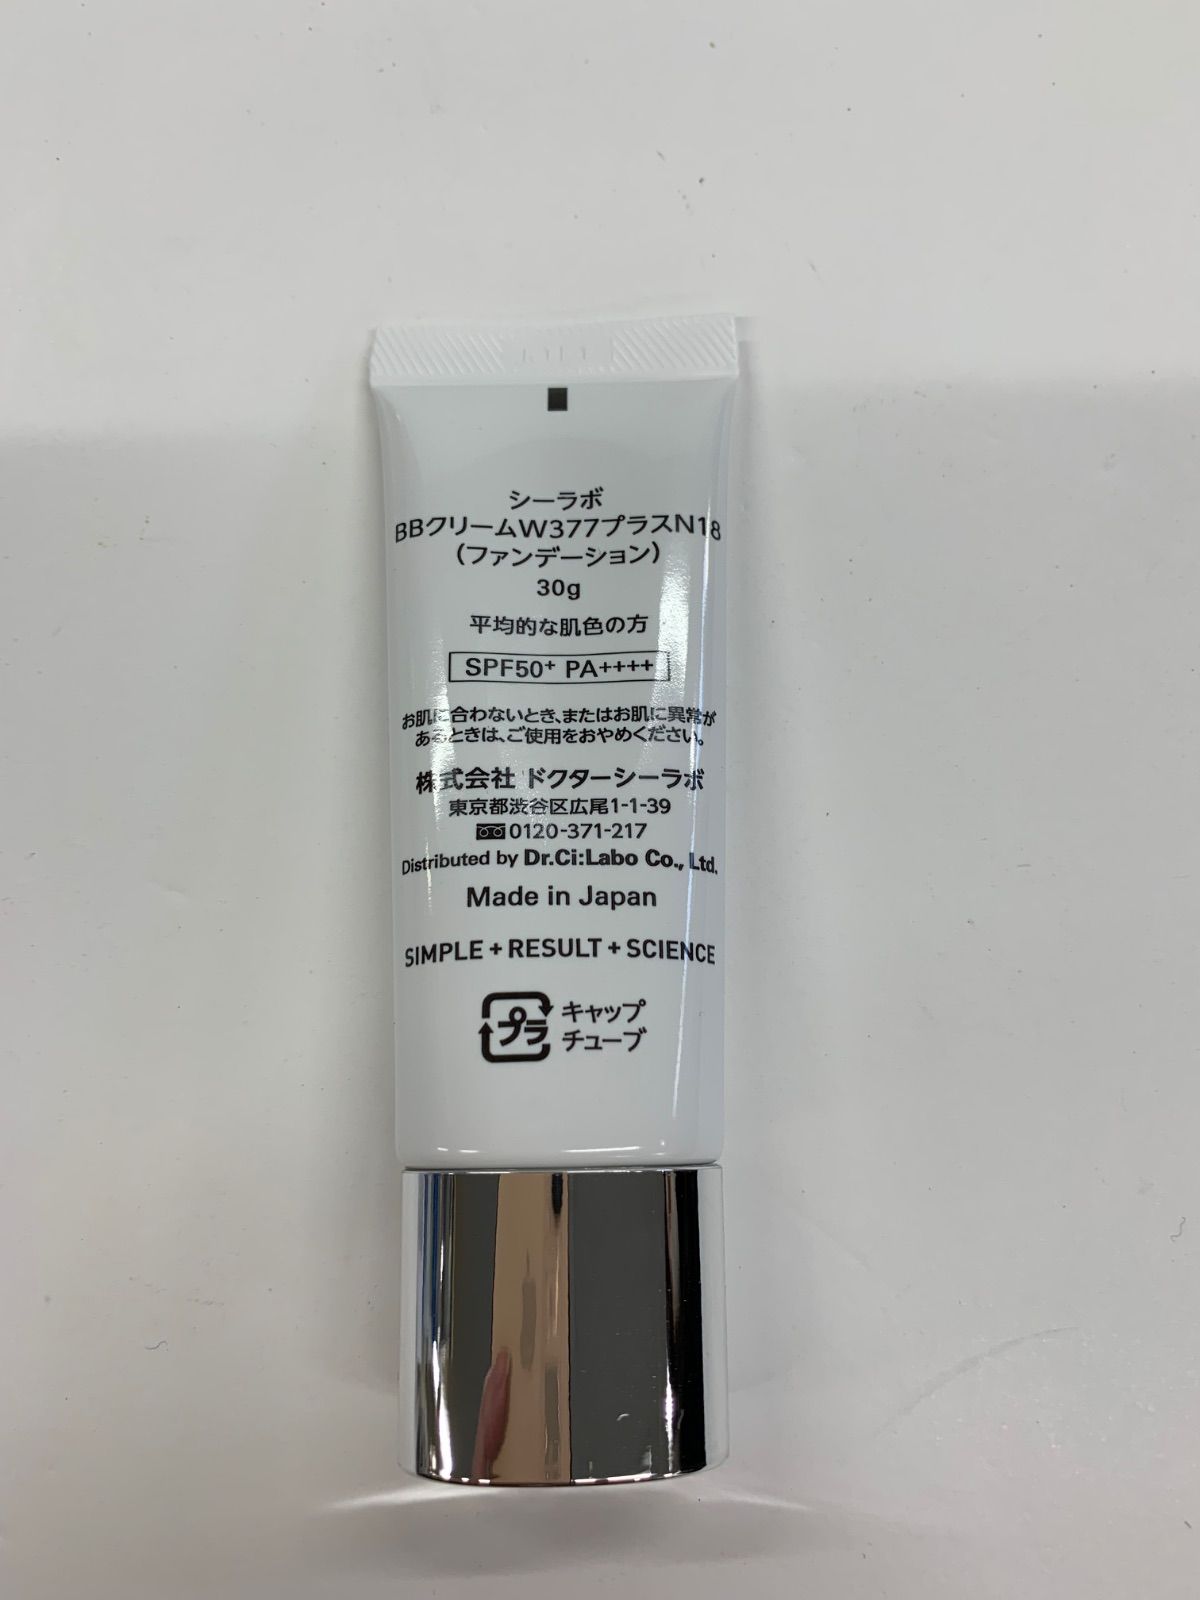 シーラボ
BBクリームW377プラスN18
（ファンデーション）
30g
平均的な肌色の方
SPF50+ PA++++
お肌に合わないとき、またはお肌に異常が
あるときは、ご使用をおやめください。
株式会社 ドクターシーラボ
東京都渋谷区広尾1-1-39
0120-371-217
Distributed by Dr.Ci:Labo Co., Ltd.
Made in Japan
SIMPLE + RESULT + SCIENCE
プラ
キャップ
チューブ